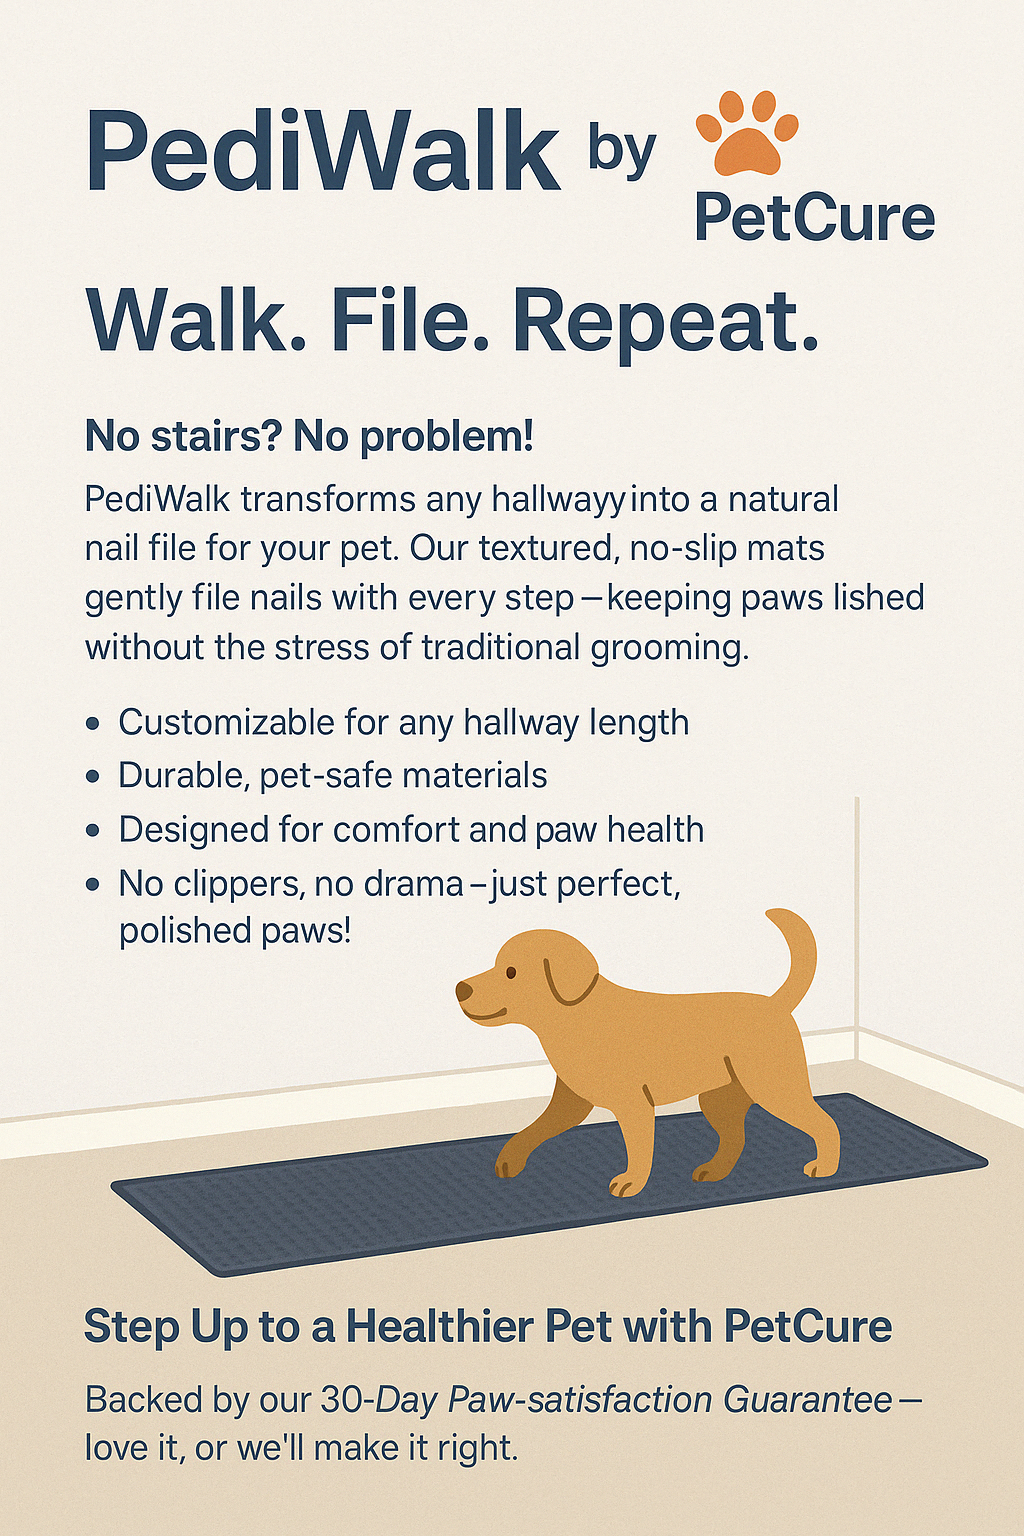 PediWalk by
PetCure
Walk. File. Repeat.
No stairs? No problem!
PediWalk transforms any hallwayy into a natural
nail file for your pet. Our textured, no-slip mats
gently file nails with every step – keeping paws lished
without the stress of traditional grooming.
• Customizable for any hallway length
• Durable, pet-safe materials
• Designed for comfort and paw health
• No clippers, no drama – just perfect,
polished paws!
Step Up to a Healthier Pet with PetCure
Backed by our 30-Day Paw-satisfaction Guarantee –
love it, or we'll make it right.